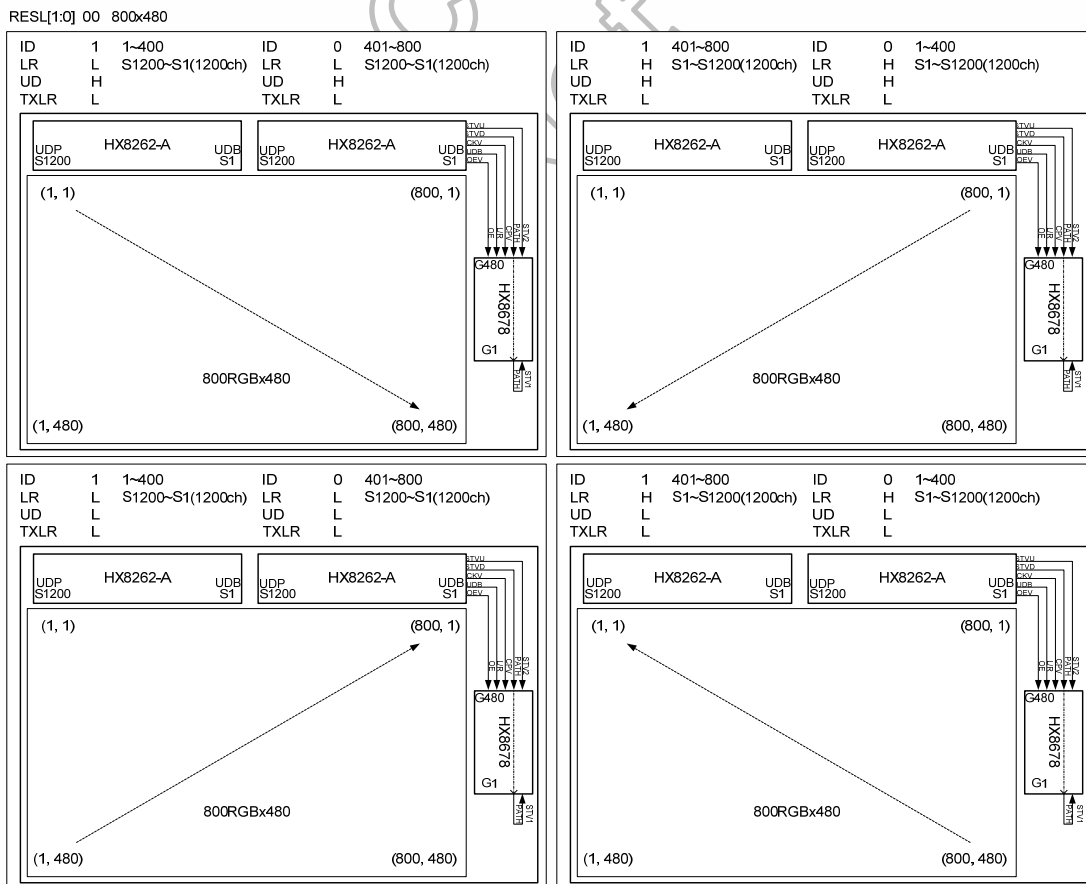 RESL[1:0] 00 800x480
ID 1 1~400 ID 0 401~800
LR L S1200~S1(1200ch) LR L S1200~S1(1200ch)
UD H UD H
TXLR L TXLR L
HX8262-A HX8262-A
UDP UDB UDP UDB
S1200 S1 S1200 S1
STVU
STVD
CKV
UDB
OEV
(1, 1) (800, 1)
OE U/R CPV PATH STV2
G480
HX8678
G1
PATH STV1
800RGBx480
(1, 480) (800, 480)
ID 1 401~800 ID 0 1~400
LR H S1~S1200(1200ch) LR H S1~S1200(1200ch)
UD H UD H
TXLR L TXLR L
HX8262-A HX8262-A
UDP UDB UDP UDB
S1200 S1 S1200 S1
STVU
STVD
CKV
UDB
OEV
(1, 1) (800, 1)
OE U/R CPV PATH STV2
G480
HX8678
G1
PATH STV1
800RGBx480
(1, 480) (800, 480)
ID 1 1~400 ID 0 401~800
LR L S1200~S1(1200ch) LR L S1200~S1(1200ch)
UD L UD L
TXLR L TXLR L
HX8262-A HX8262-A
UDP UDB UDP UDB
S1200 S1 S1200 S1
STVU
STVD
CKV
UDB
OEV
(1, 1) (800, 1)
OE U/R CPV PATH STV2
G480
HX8678
G1
PATH STV1
800RGBx480
(1, 480) (800, 480)
ID 1 401~800 ID 0 1~400
LR H S1~S1200(1200ch) LR H S1~S1200(1200ch)
UD L UD L
TXLR L TXLR L
HX8262-A HX8262-A
UDP UDB UDP UDB
S1200 S1 S1200 S1
STVU
STVD
CKV
UDB
OEV
(1, 1) (800, 1)
OE U/R CPV PATH STV2
G480
HX8678
G1
PATH STV1
800RGBx480
(1, 480) (800, 480)